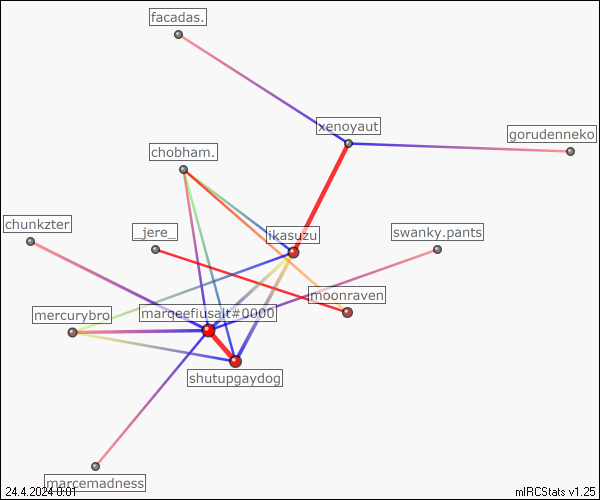 facadas.
xenoyaut
gorudenneko
chobham.
chunkzter
_jere_
ikasuzu
swanky.pants
moonraven
mercurybro
marqeefiusalt#0000
shutupgaydog
marcemadness
24.4.2024 0:01
mIRCStats v1.25